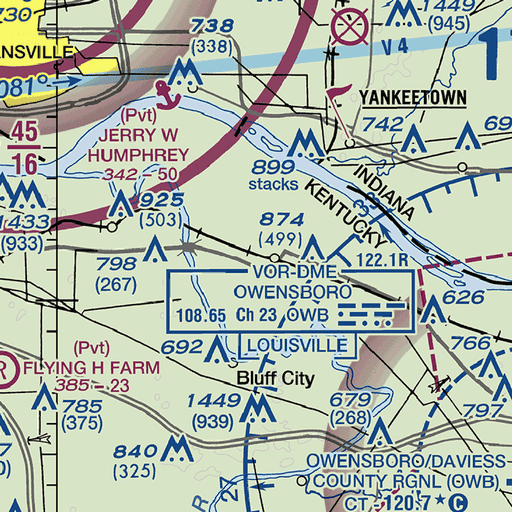 730
738
(338)
1449
(945)
V 4
ANSVILLE
081°
YANKEETOWN
(Pvt)
JERRY W
HUMPHREY
342 - 50
45
16
742
69
899
stacks
INDIANA
KENTUCKY
925
(503)
1433
(933)
874
(499)
798
(267)
122.1R
VOR-DME
OWENSBORO
108.65 Ch 23 OWB
626
692
LOUISVILLE
766
(Pvt)
R FLYING H FARM
385 - 23
Bluff City
785
(375)
1449
(939)
679
(268)
797
840
(325)
OWENSBORO/DAVIESS
COUNTY RGNL (OWB)
CT - 120.7 * C
27
R